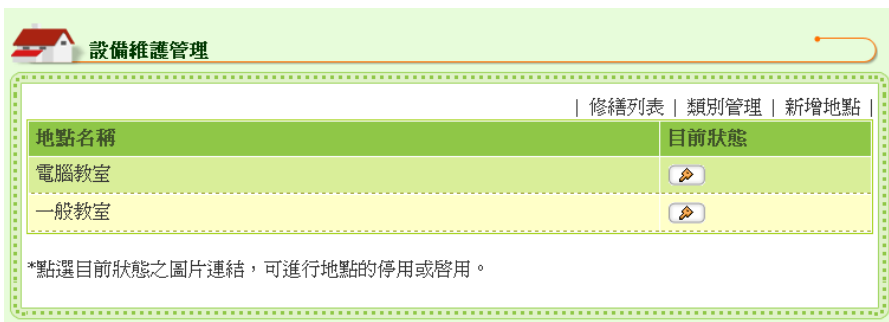 設備維護管理
| 修繕列表 | 類別管理 | 新增地點 |
地點名稱 目前狀態
電腦教室
一般教室
*點選目前狀態之圖片連結，可進行地點的停用或啓用。